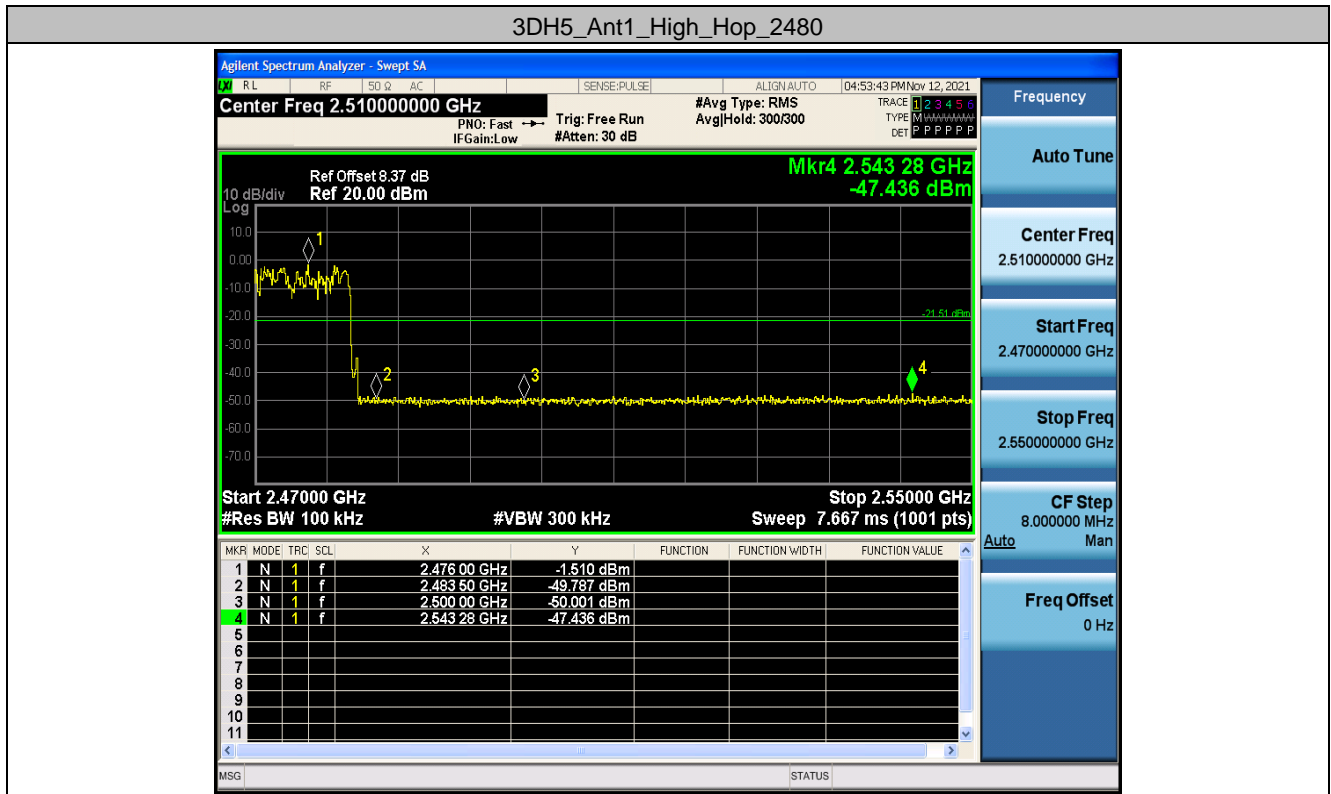 3DH5_Ant1_High_Hop_2480
Agilent Spectrum Analyzer - Swept SA
LXI RL RF 50 Ω AC SENSE:PULSE ALIGN AUTO 04:53:43 PM Nov 12, 2021
Center Freq 2.510000000 GHz
PNO: Fast
IFGain:Low
Trig: Free Run
#Atten: 30 dB
#Avg Type: RMS
Avg|Hold: 300/300
TRACE 1 2 3 4 5 6
TYPE M WWWWW
DET P P P P P P
Frequency
Auto Tune
Center Freq
2.510000000 GHz
Start Freq
2.470000000 GHz
Stop Freq
2.550000000 GHz
CF Step
8.000000 MHz
Auto Man
Freq Offset
0 Hz
Mkr4 2.543 28 GHz
-47.436 dBm
Ref Offset 8.37 dB
10 dB/div Ref 20.00 dBm
Log
10.0
0.00
-10.0
-20.0
-30.0
-40.0
-50.0
-60.0
-70.0
1
2
3
4
-21.51 dBm
Start 2.47000 GHz Stop 2.55000 GHz
#Res BW 100 kHz #VBW 300 kHz Sweep 7.667 ms (1001 pts)
MKR MODE TRC SCL X Y FUNCTION FUNCTION WIDTH FUNCTION VALUE
1 N 1 f 2.476 00 GHz -1.510 dBm
2 N 1 f 2.483 50 GHz -49.787 dBm
3 N 1 f 2.500 00 GHz -50.001 dBm
4 N 1 f 2.543 28 GHz -47.436 dBm
5
6
7
8
9
10
11
MSG STATUS